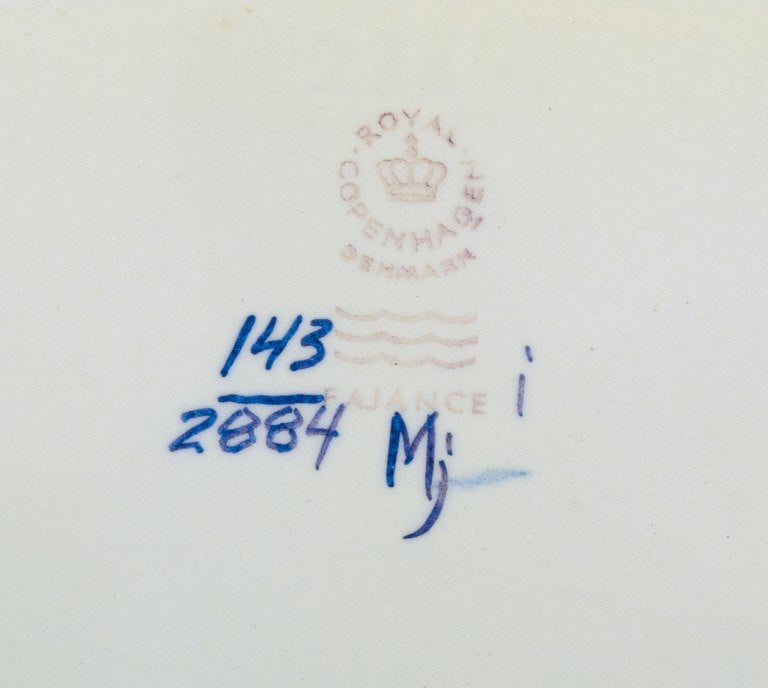 ROYAL COPENHAGEN
DENMARK
143
2884
FAJANCE
Mj
i